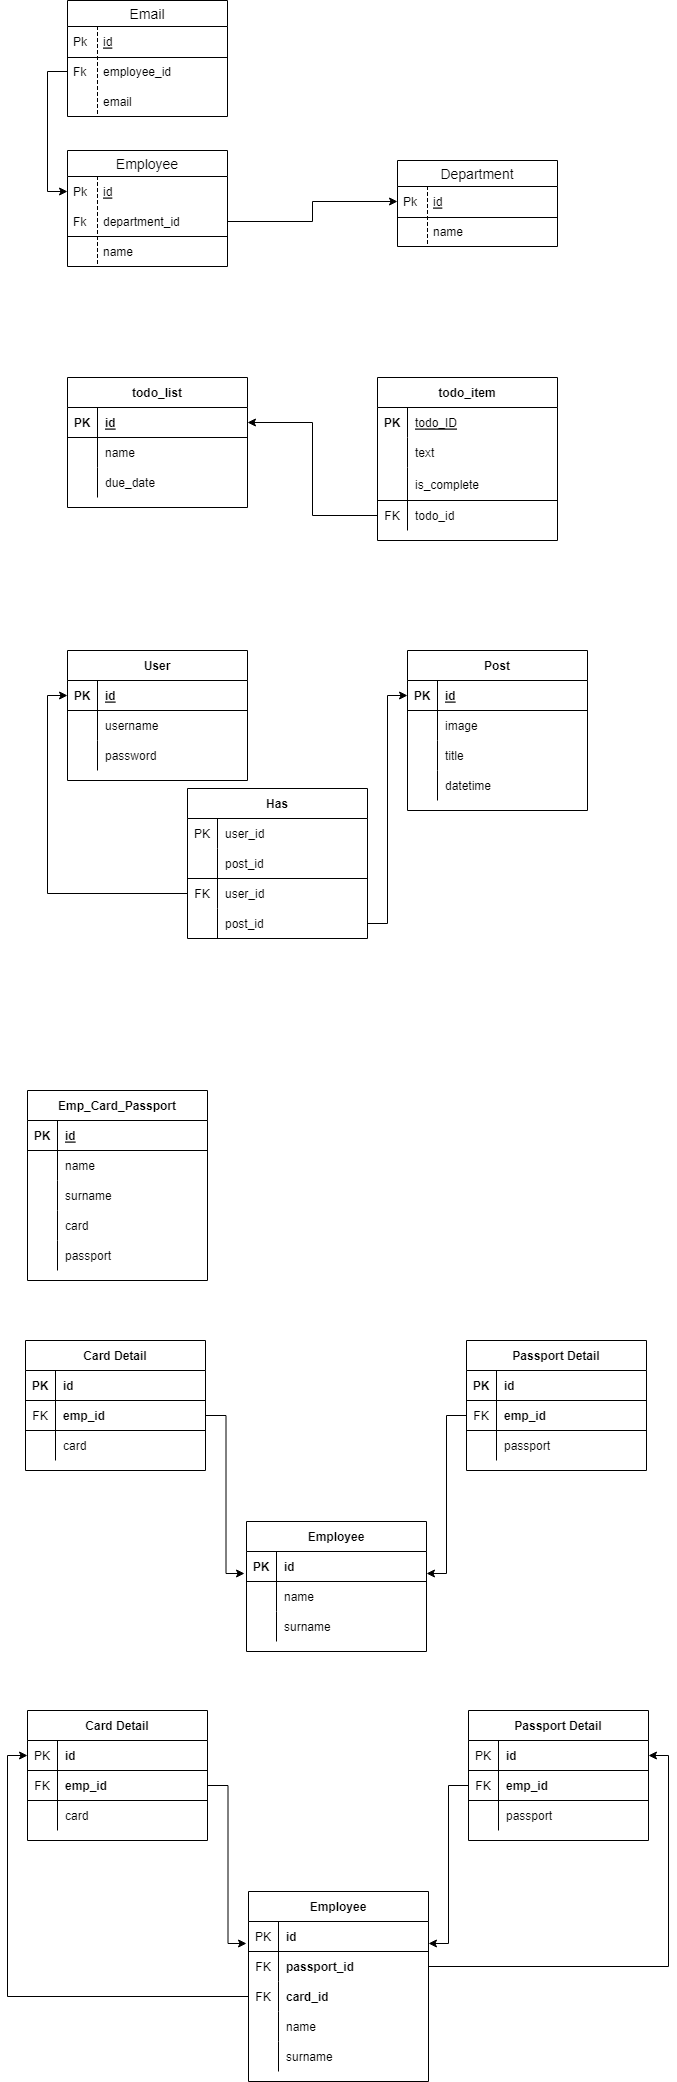 Email
Pk id
Fk employee_id
email
Employee
Pk id
Fk department_id
name
Department
Pk id
name
todo_list
PK id
name
due_date
todo_item
PK todo_ID
text
is_complete
FK todo_id
User
PK id
username
password
Post
PK id
image
title
datetime
Has
PK user_id
post_id
FK user_id
post_id
Emp_Card_Passport
PK id
name
surname
card
passport
Card Detail
PK id
FK emp_id
card
Passport Detail
PK id
FK emp_id
passport
Employee
PK id
name
surname
Card Detail
PK id
FK emp_id
card
Passport Detail
PK id
FK emp_id
passport
Employee
PK id
FK passport_id
FK card_id
name
surname